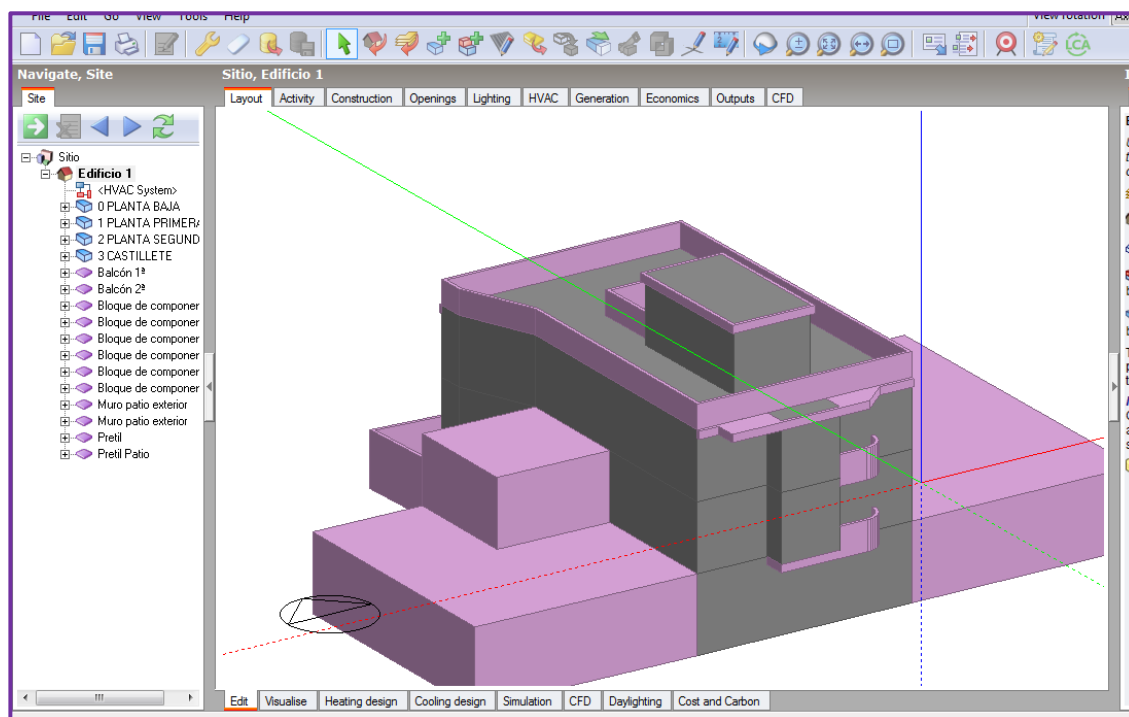 File Edit Go View Tools Help View rotation Ax
Navigate, Site
Sitio, Edificio 1
Site
Layout Activity Construction Openings Lighting HVAC Generation Economics Outputs CFD
LCA
Sitio
Edificio 1
<HVAC System>
0 PLANTA BAJA
1 PLANTA PRIMERA
2 PLANTA SEGUND
3 CASTILLETE
Balcón 1ª
Balcón 2ª
Bloque de componer
Bloque de componer
Bloque de componer
Bloque de componer
Bloque de componer
Bloque de componer
Muro patio exterior
Muro patio exterior
Pretil
Pretil Patio
Edit Visualise Heating design Cooling design Simulation CFD Daylighting Cost and Carbon